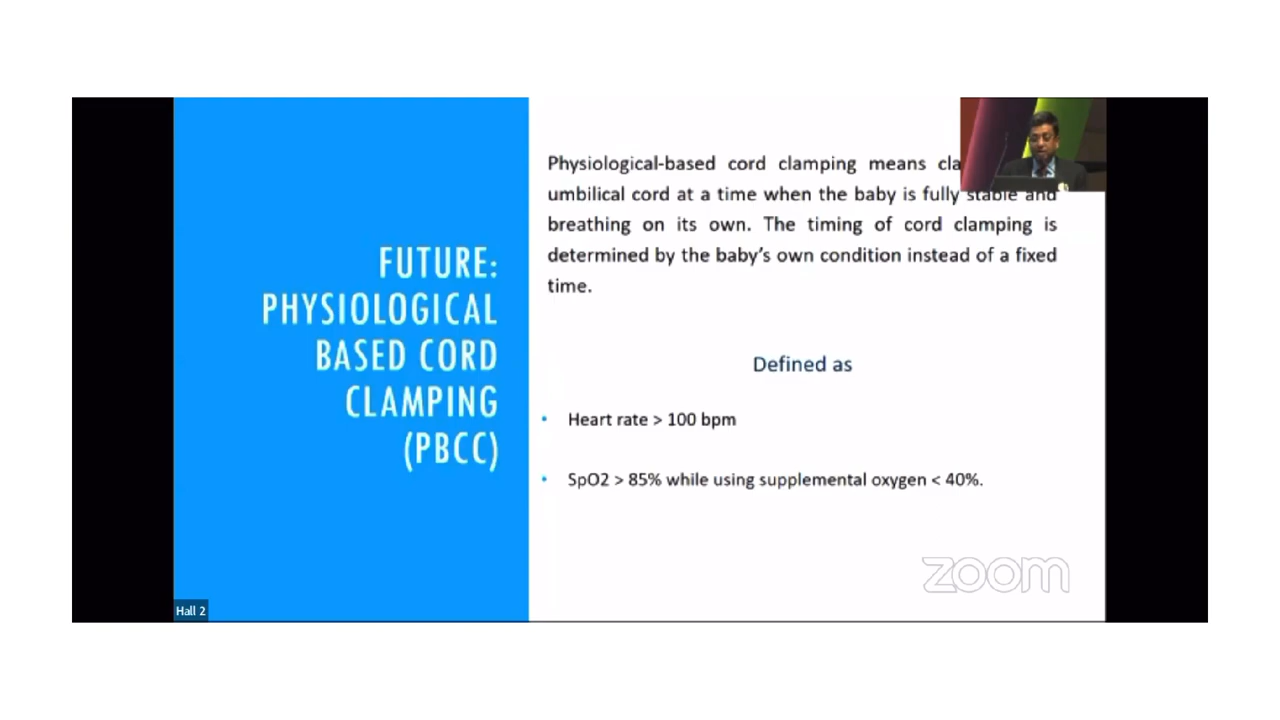 FUTURE:
PHYSIOLOGICAL
BASED CORD
CLAMPING
(PBCC)
Physiological-based cord clamping means
umbilical cord at a time when the baby is fully stable and
breathing on its own. The timing of cord clamping is
determined by the baby's own condition instead of a fixed
time.
Defined as
• Heart rate > 100 bpm
• SpO2 > 85% while using supplemental oxygen < 40%.
zoom
Hall 2